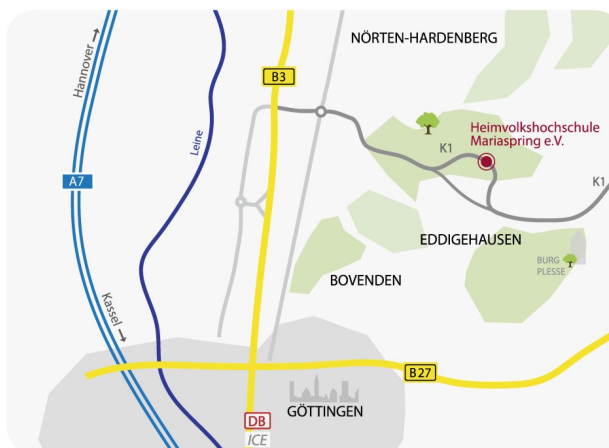 NÖRTEN-HARDENBERG
Hannover →
B3
Heimvolkshochschule
Mariaspring e.V.
K1
Leine
A7
K1
EDDIGEHAUSEN
BURG
PLESSE
BOVENDEN
Kassel →
B27
GÖTTINGEN
DB
ICE